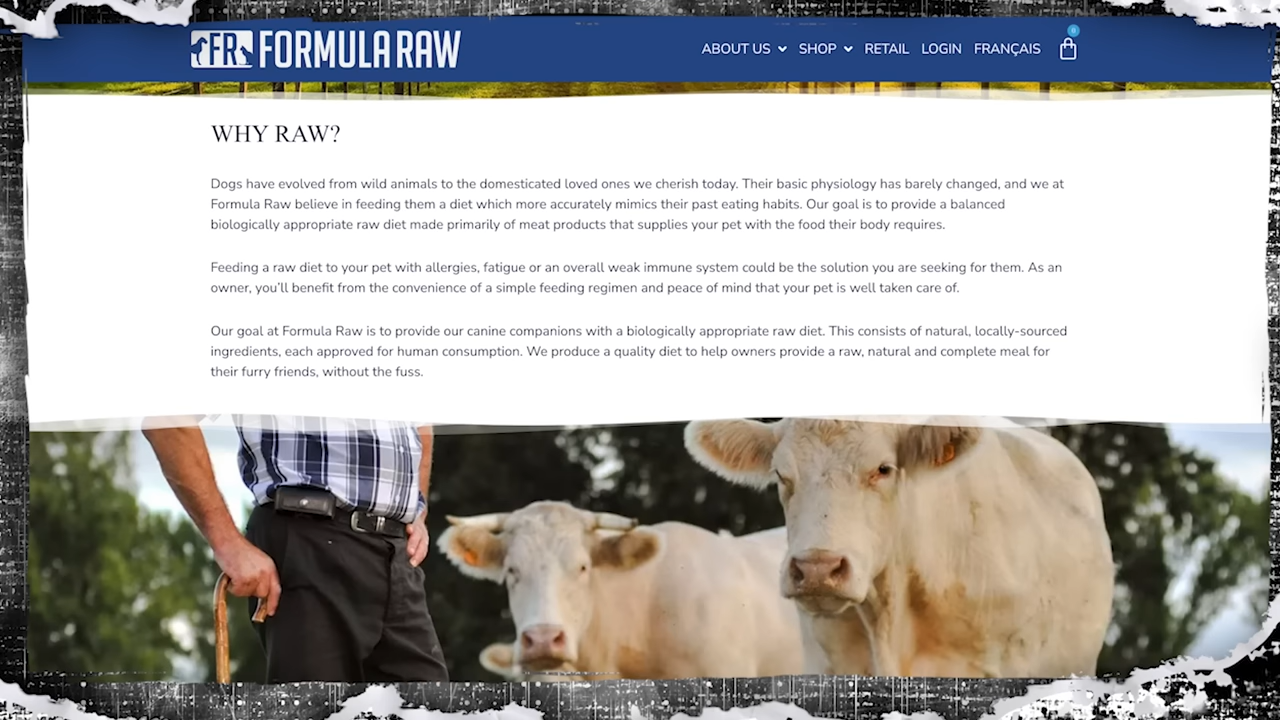 FR FORMULA RAW
ABOUT US SHOP RETAIL LOGIN FRANÇAIS
0
WHY RAW?
Dogs have evolved from wild animals to the domesticated loved ones we cherish today. Their basic physiology has barely changed, and we at
Formula Raw believe in feeding them a diet which more accurately mimics their past eating habits. Our goal is to provide a balanced
biologically appropriate raw diet made primarily of meat products that supplies your pet with the food their body requires.
Feeding a raw diet to your pet with allergies, fatigue or an overall weak immune system could be the solution you are seeking for them. As an
owner, you'll benefit from the convenience of a simple feeding regimen and peace of mind that your pet is well taken care of.
Our goal at Formula Raw is to provide our canine companions with a biologically appropriate raw diet. This consists of natural, locally-sourced
ingredients, each approved for human consumption. We produce a quality diet to help owners provide a raw, natural and complete meal for
their furry friends, without the fuss.